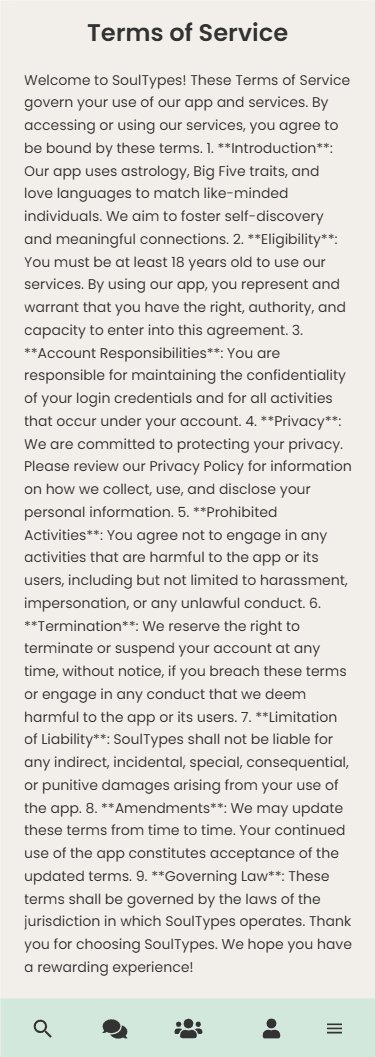 Terms of Service
Welcome to SoulTypes! These Terms of Service
govern your use of our app and services. By
accessing or using our services, you agree to
be bound by these terms. 1. **Introduction**:
Our app uses astrology, Big Five traits, and
love languages to match like-minded
individuals. We aim to foster self-discovery
and meaningful connections. 2. **Eligibility**:
You must be at least 18 years old to use our
services. By using our app, you represent and
warrant that you have the right, authority, and
capacity to enter into this agreement. 3.
**Account Responsibilities**: You are
responsible for maintaining the confidentiality
of your login credentials and for all activities
that occur under your account. 4. **Privacy**:
We are committed to protecting your privacy.
Please review our Privacy Policy for information
on how we collect, use, and disclose your
personal information. 5. **Prohibited
Activities**: You agree not to engage in any
activities that are harmful to the app or its
users, including but not limited to harassment,
impersonation, or any unlawful conduct. 6.
**Termination**: We reserve the right to
terminate or suspend your account at any
time, without notice, if you breach these terms
or engage in any conduct that we deem
harmful to the app or its users. 7. **Limitation
of Liability**: SoulTypes shall not be liable for
any indirect, incidental, special, consequential,
or punitive damages arising from your use of
the app. 8. **Amendments**: We may update
these terms from time to time. Your continued
use of the app constitutes acceptance of the
updated terms. 9. **Governing Law**: These
terms shall be governed by the laws of the
jurisdiction in which SoulTypes operates. Thank
you for choosing SoulTypes. We hope you have
a rewarding experience!